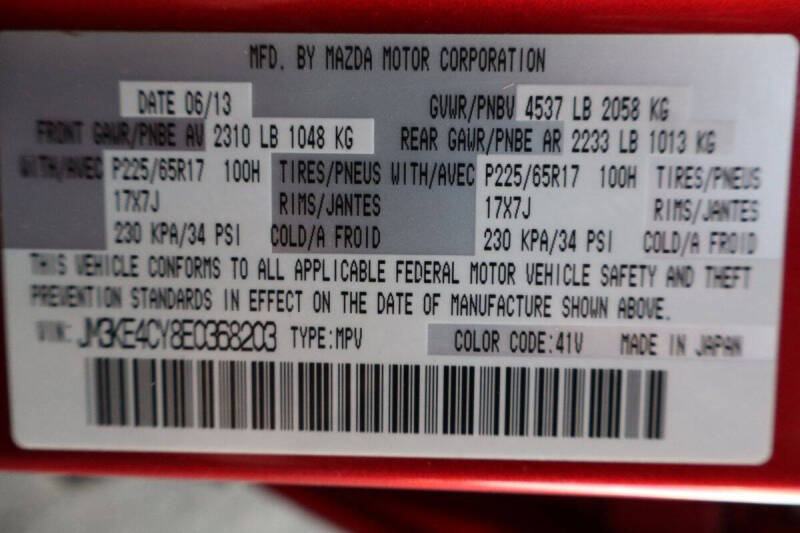 MFD. BY MAZDA MOTOR CORPORATION
DATE 06/13 GVWR/PNBV 4537 LB 2058 KG
FRONT GAWR/PNBE AV 2310 LB 1048 KG REAR GAWR/PNBE AR 2233 LB 1013 KG
WITH/AVEC P225/65R17 100H TIRES/PNEUS WITH/AVEC P225/65R17 100H TIRES/PNEUS
17X7J RIMS/JANTES 17X7J RIMS/JANTES
230 KPA/34 PSI COLD/A FROID 230 KPA/34 PSI COLD/A FROID
THIS VEHICLE CONFORMS TO ALL APPLICABLE FEDERAL MOTOR VEHICLE SAFETY AND THEFT
PREVENTION STANDARDS IN EFFECT ON THE DATE OF MANUFACTURE SHOWN ABOVE.
VIN: JM3KE4CY8E0368203 TYPE:MPV COLOR CODE:41V MADE IN JAPAN